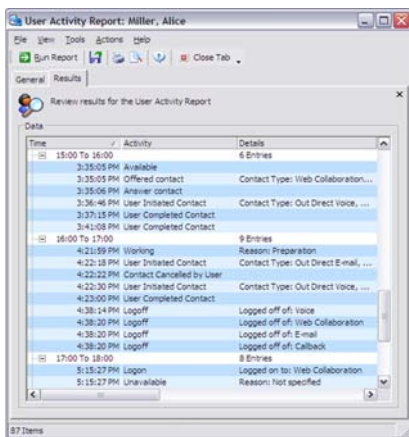 User Activity Report: Miller, Alice
File View Tools Actions Help
Run Report Close Tab
General Results
Review results for the User Activity Report
Data
Time Activity Details
15:00 To 16:00 6 Entries
3:35:05 PM Available
3:35:05 PM Offered contact Contact Type: Web Collaboration...
3:35:06 PM Answer contact
3:36:46 PM User Initiated Contact Contact Type: Out Direct Voice, ...
3:37:15 PM User Completed Contact
3:41:08 PM User Completed Contact
16:00 To 17:00 9 Entries
4:21:59 PM Working Reason: Preparation
4:22:18 PM User Initiated Contact Contact Type: Out Direct E-mail, ...
4:22:22 PM Contact Cancelled by User
4:22:30 PM User Initiated Contact Contact Type: Out Direct Voice, ...
4:23:00 PM User Completed Contact
4:38:14 PM Logoff Logged off of: Voice
4:38:20 PM Logoff Logged off of: Web Collaboration
4:38:20 PM Logoff Logged off of: E-mail
4:38:20 PM Logoff Logged off of: Callback
17:00 To 18:00 8 Entries
5:15:27 PM Logon Logged on to: Web Collaboration
5:15:27 PM Unavailable Reason: Not specified
87 Items